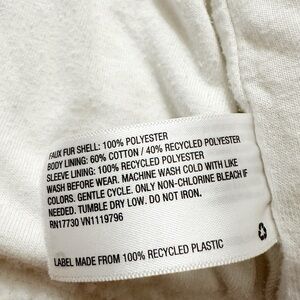 FAUX FUR SHELL: 100% POLYESTER
BODY LINING: 60% COTTON / 40% RECYCLED POLYESTER
SLEEVE LINING: 100% RECYCLED POLYESTER
WASH BEFORE WEAR. MACHINE WASH COLD WITH LIKE
COLORS. GENTLE CYCLE. ONLY NON-CHLORINE BLEACH IF
NEEDED. TUMBLE DRY LOW. DO NOT IRON.
RN17730 VN1119796
LABEL MADE FROM 100% RECYCLED PLASTIC